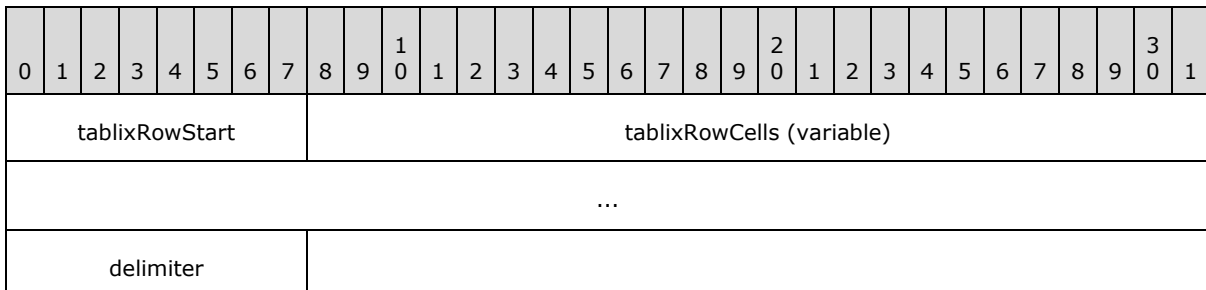 1 2 3
0 1 2 3 4 5 6 7 8 9 0 1 2 3 4 5 6 7 8 9 0 1 2 3 4 5 6 7 8 9 0 1
tablixRowStart tablixRowCells (variable)
...
delimiter